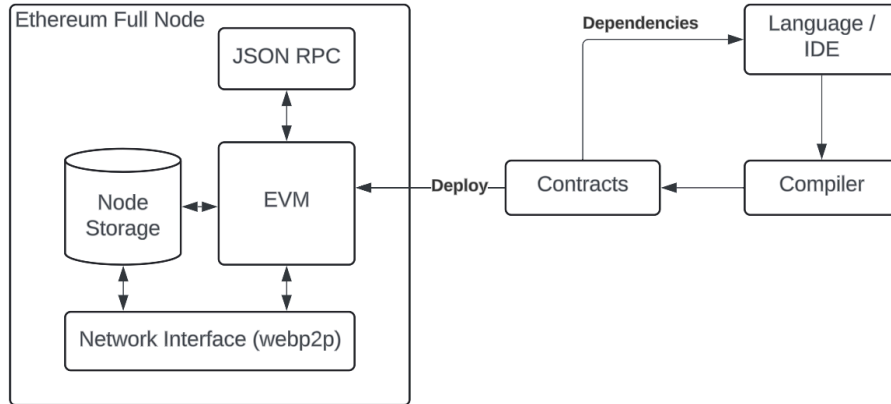 Ethereum Full Node
JSON RPC
Node
Storage
EVM
Network Interface (webp2p)
Deploy
Contracts
Dependencies
Language /
IDE
Compiler